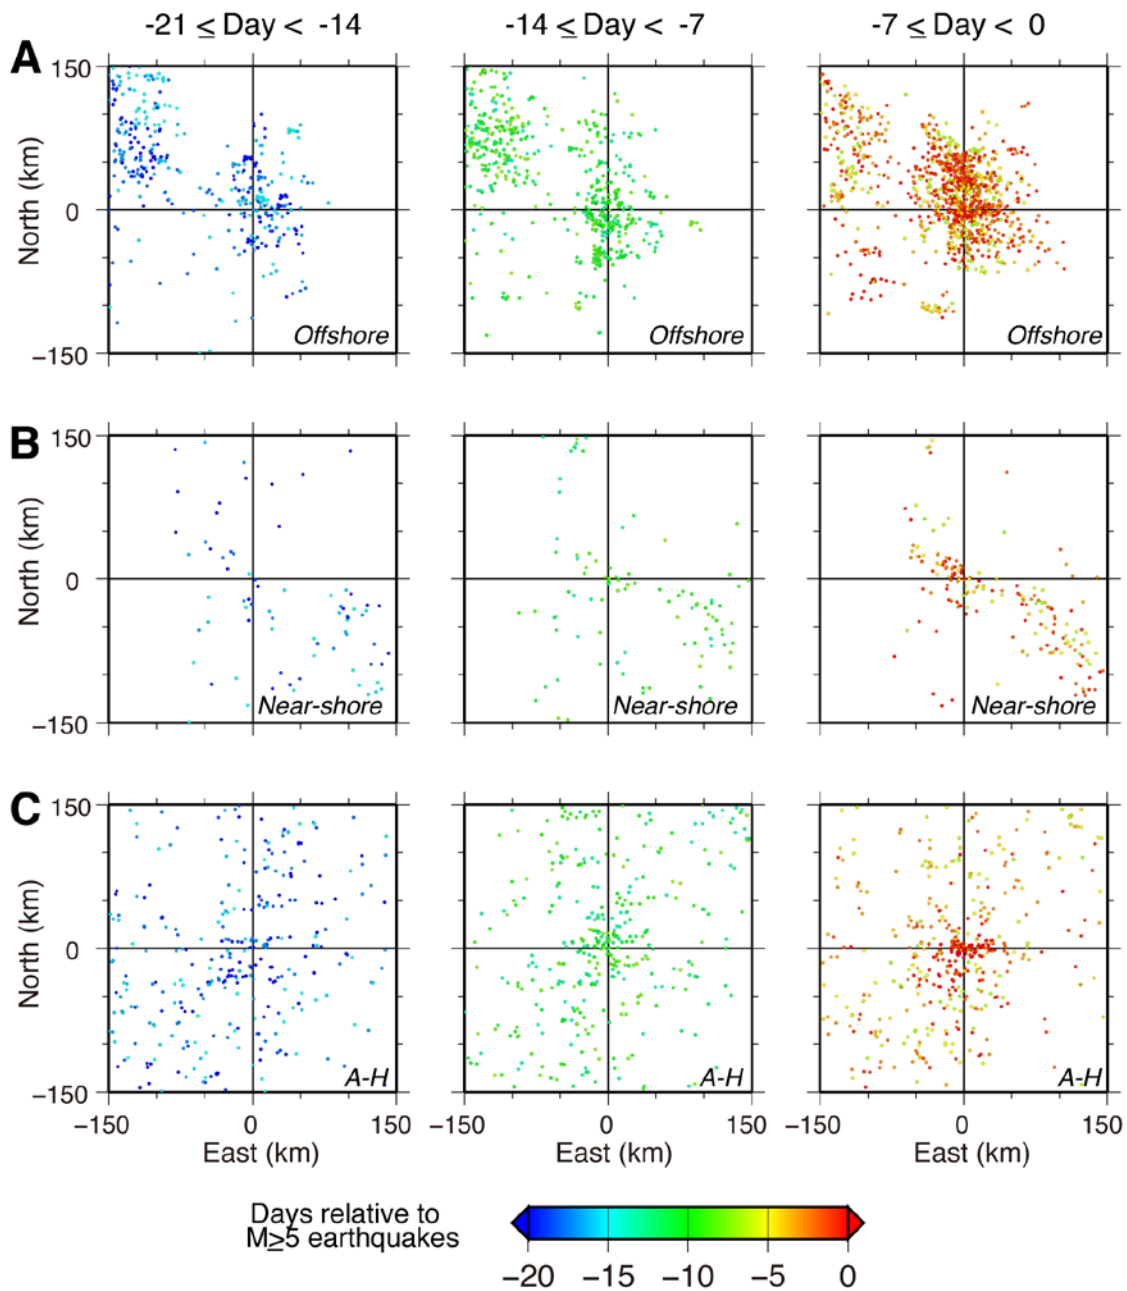 -21 ≤ Day < -14
-14 ≤ Day < -7
-7 ≤ Day < 0
A
150
North (km)
0
−150
Offshore
Offshore
Offshore
B
150
North (km)
0
−150
Near-shore
Near-shore
Near-shore
C
150
North (km)
0
−150
A-H
A-H
A-H
−150 0 150
−150 0 150
−150 0 150
East (km)
East (km)
East (km)
Days relative to
M≥5 earthquakes
−20 −15 −10 −5 0